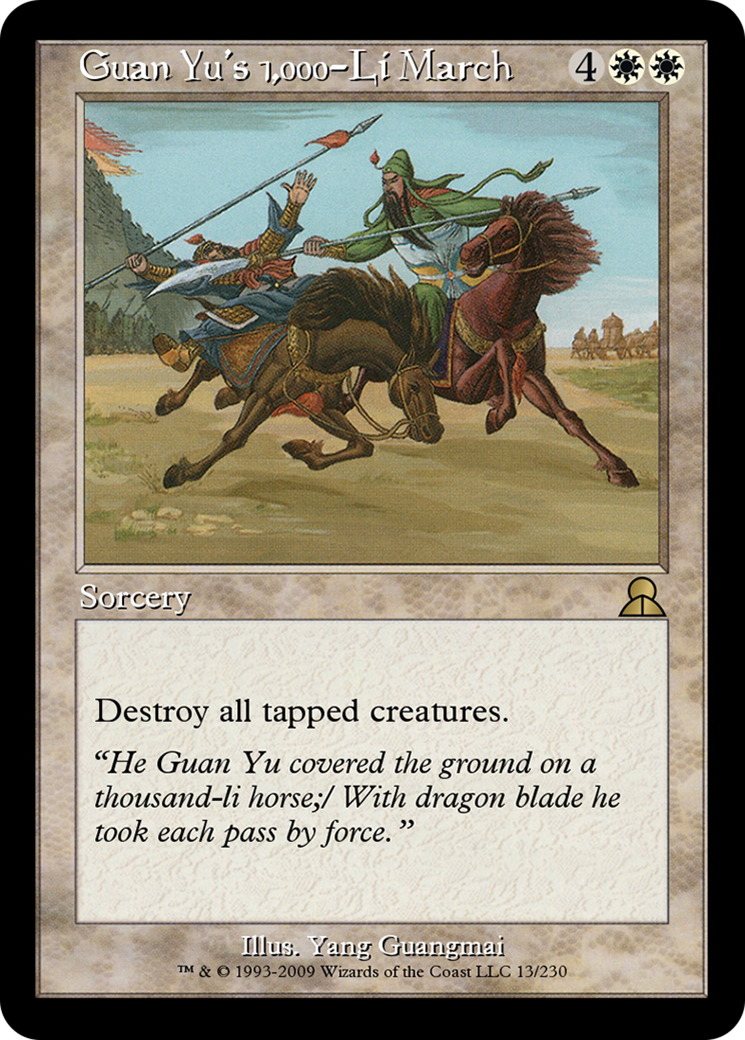 Guan Yu's 1,000-Li March 4
Sorcery
Destroy all tapped creatures.
“He Guan Yu covered the ground on a
thousand-li horse;/ With dragon blade he
took each pass by force.”
Illus. Yang Guangmai
™ & © 1993-2009 Wizards of the Coast LLC 13/230